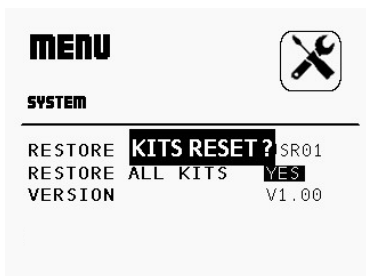 MENU
SYSTEM
RESTORE KITS RESET? SR01
RESTORE ALL KITS YES
VERSION V1.00